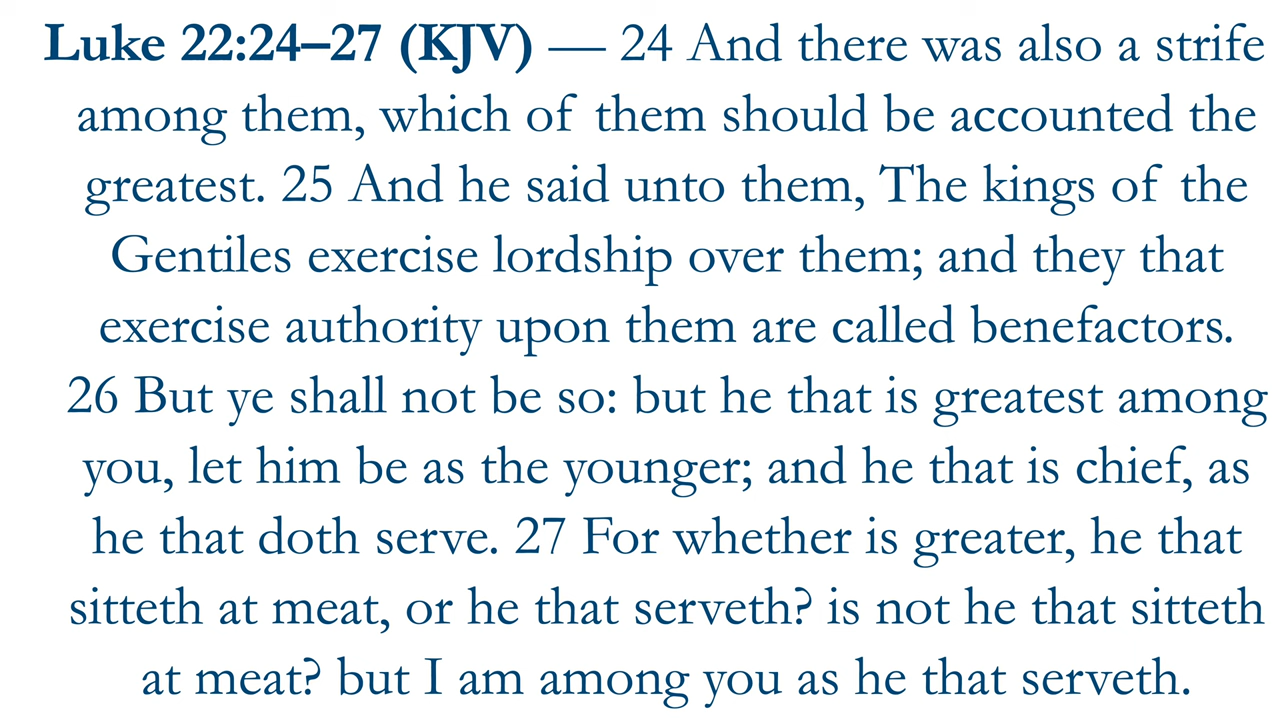 Luke 22:24–27 (KJV) — 24 And there was also a strife
among them, which of them should be accounted the
greatest. 25 And he said unto them, The kings of the
Gentiles exercise lordship over them; and they that
exercise authority upon them are called benefactors.
26 But ye shall not be so: but he that is greatest among
you, let him be as the younger; and he that is chief, as
he that doth serve. 27 For whether is greater, he that
sitteth at meat, or he that serveth? is not he that sitteth
at meat? but I am among you as he that serveth.